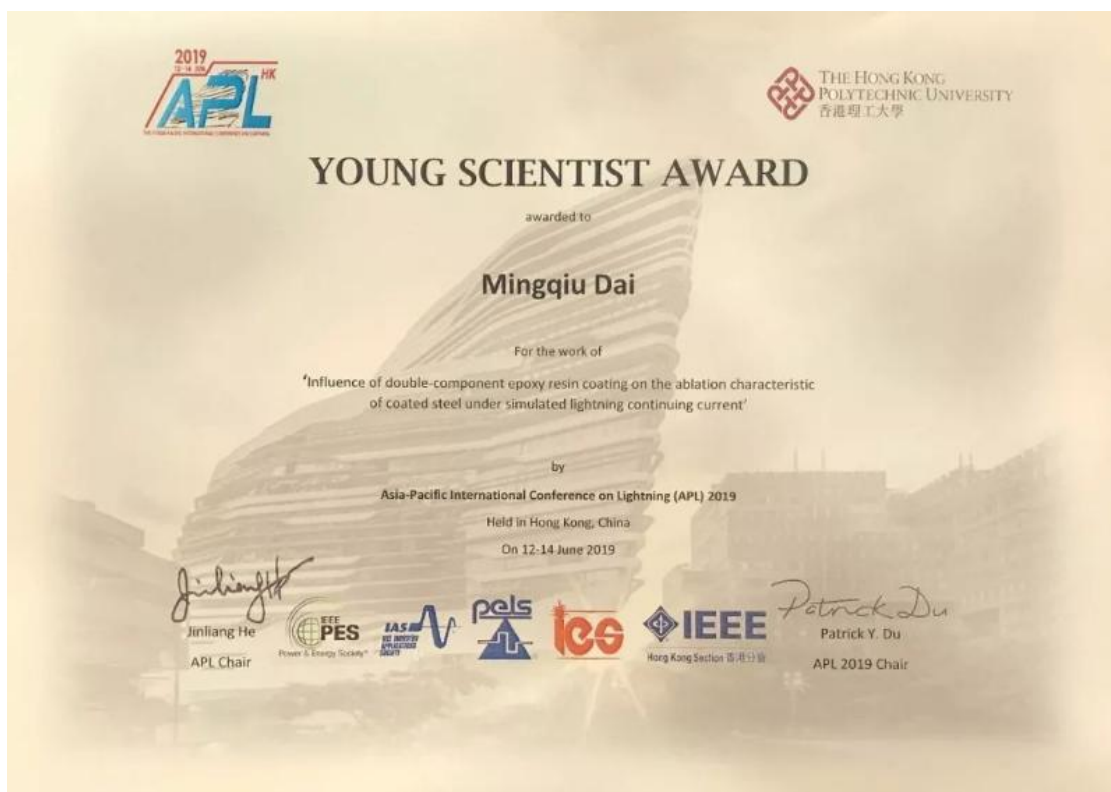 2019
12-14 JUN
APL
HK
THE HONG KONG
POLYTECHNIC UNIVERSITY
香港理工大學
YOUNG SCIENTIST AWARD
awarded to
Mingqiu Dai
For the work of
'Influence of double-component epoxy resin coating on the ablation characteristic
of coated steel under simulated lightning continuing current'
by
Asia-Pacific International Conference on Lightning (APL) 2019
Held in Hong Kong, China
On 12-14 June 2019
Jinliang He
APL Chair
IEEE
PES
Power & Energy Society
IAS
pels
ies
IEEE
Hong Kong Section 香港分會
Patrick Du
Patrick Y. Du
APL 2019 Chair